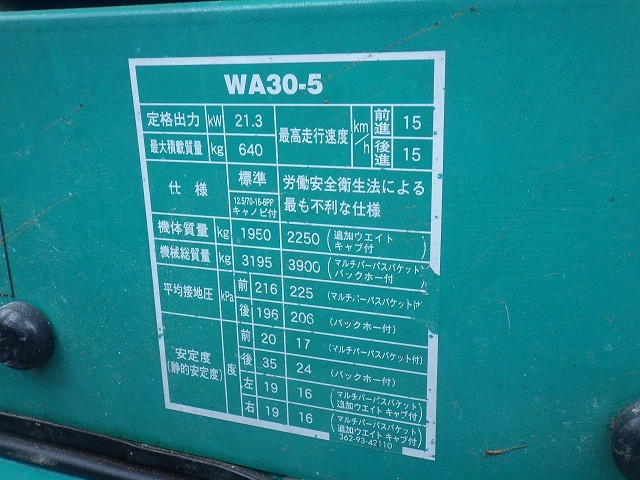 WA30-5
定格出力 kW 21.3 最高走行速度 km/h 前進 15
最大積載質量 kg 640 後進 15
仕様 標準 労働安全衛生法による
12.5/70-16-6PP キャノピ付 最も不利な仕様
機体質量 kg 1950 2250 (追加ウエイト キャブ付)
機械総質量 kg 3195 3900 (マルチパーパスバケット バックホー付)
平均接地圧 kPa 前 216 225 (マルチパーパスバケット付)
後 196 206 (バックホー付)
安定度 (静的安定度) 度 前 20 17 (マルチパーパスバケット付)
後 35 24 (バックホー付)
左 19 16 (マルチパーパスバケット 追加ウエイト キャブ付)
右 19 16 (マルチパーパスバケット 追加ウエイト キャブ付)
362-93-42110